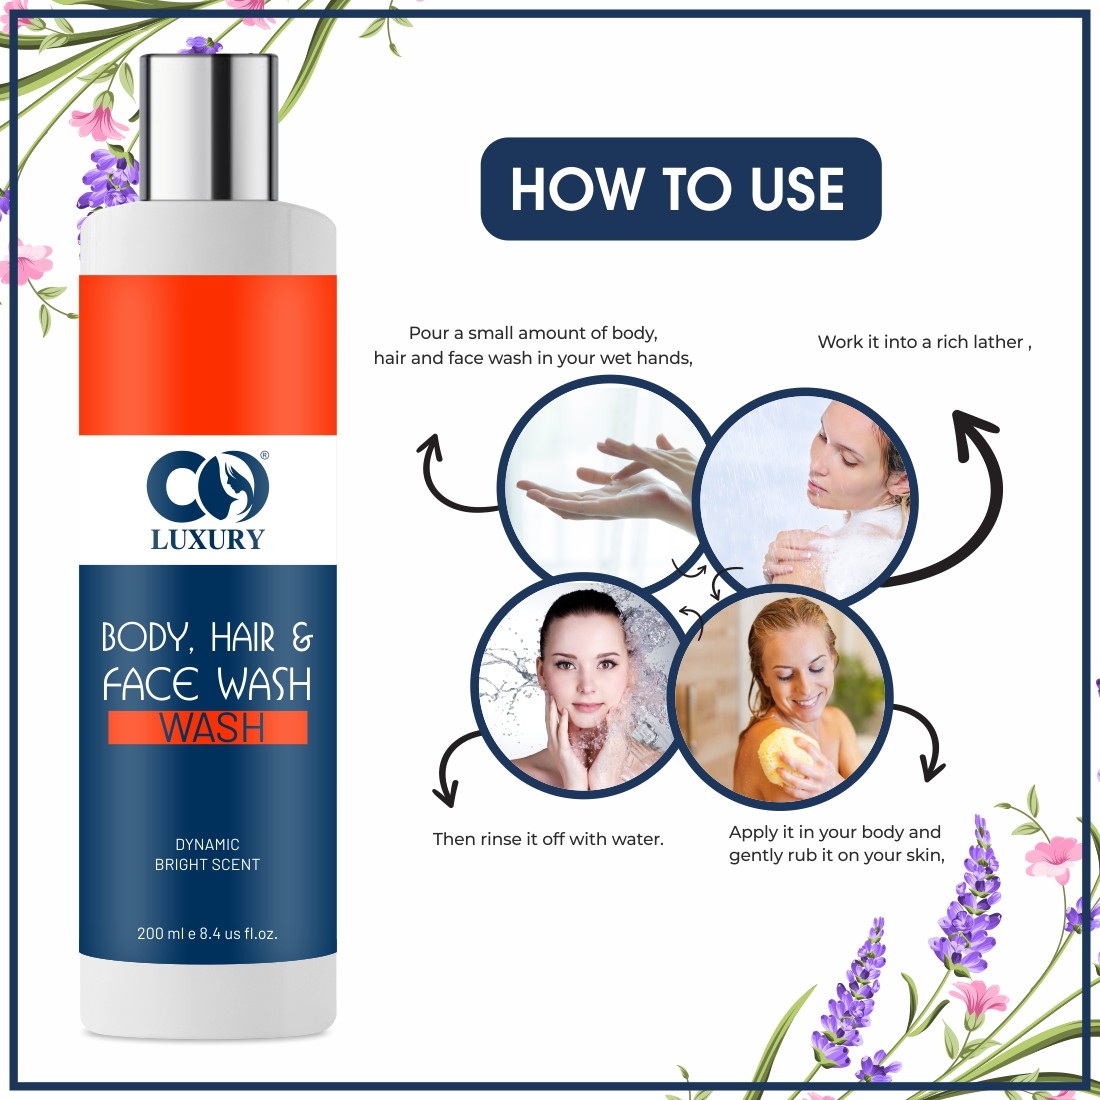 HOW TO USE
Pour a small amount of body,
hair and face wash in your wet hands,
Work it into a rich lather ,
Apply it in your body and
gently rub it on your skin,
Then rinse it off with water.
CO®
LUXURY
BODY, HAIR &
FACE WASH
WASH
DYNAMIC
BRIGHT SCENT
200 ml e 8.4 us fl.oz.